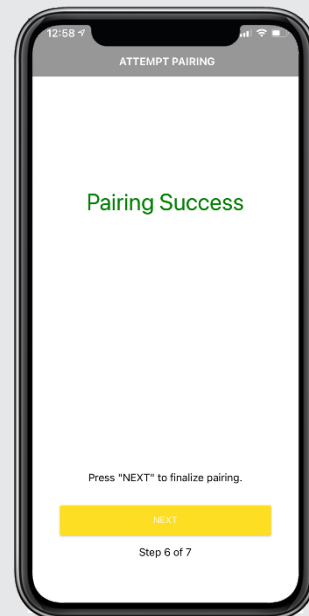 12:58
ATTEMPT PAIRING
Pairing Success
Press "NEXT" to finalize pairing.
NEXT
Step 6 of 7